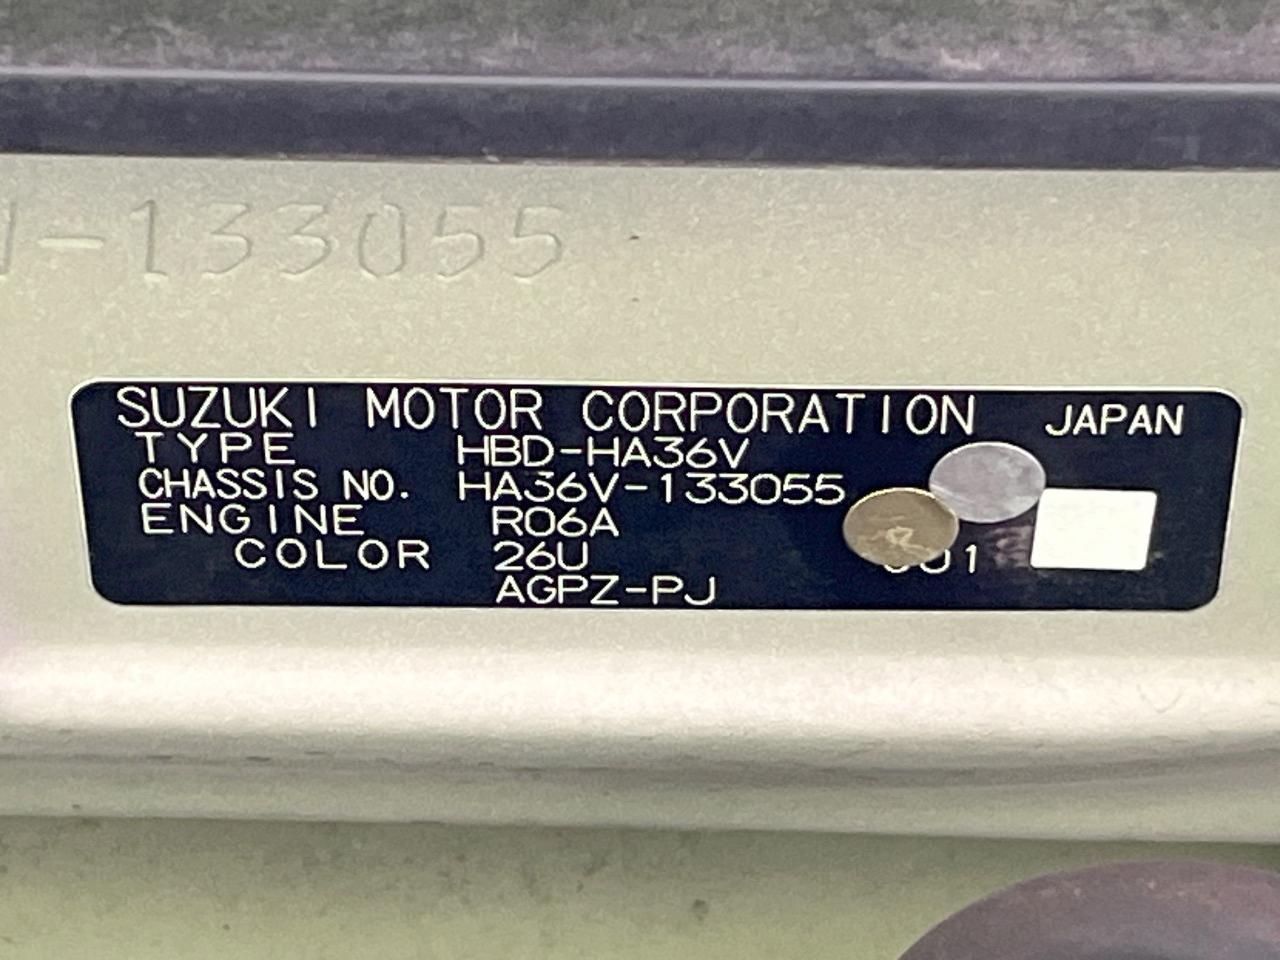 -133055
SUZUKI MOTOR CORPORATION JAPAN
TYPE HBD-HA36V
CHASSIS NO. HA36V-133055
ENGINE R06A
COLOR 26U
AGPZ-PJ